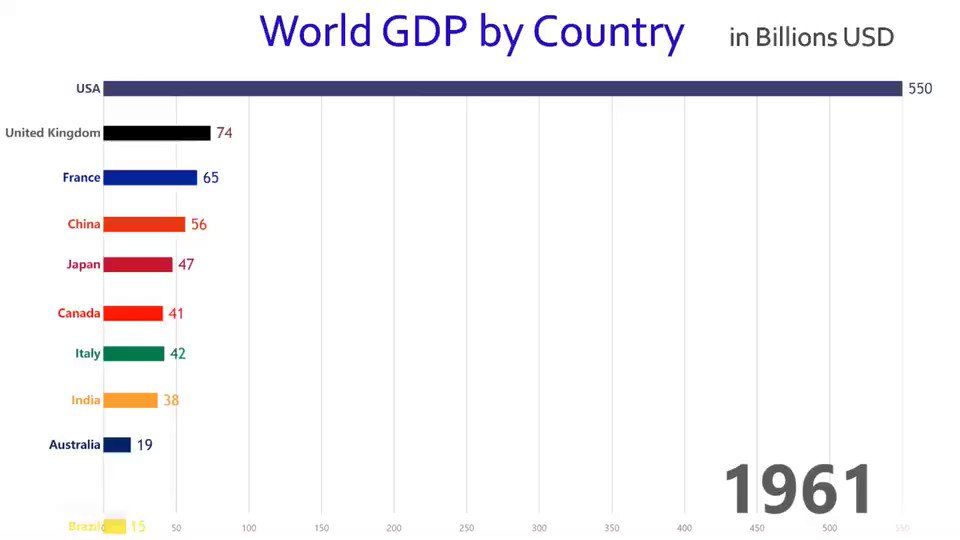 World GDP by Country in Billions USD
USA 550
United Kingdom 74
France 65
China 56
Japan 47
Canada 41
Italy 42
India 38
Australia 19
1961
Brazil 15
0 50 100 150 200 250 300 350 400 450 500 550